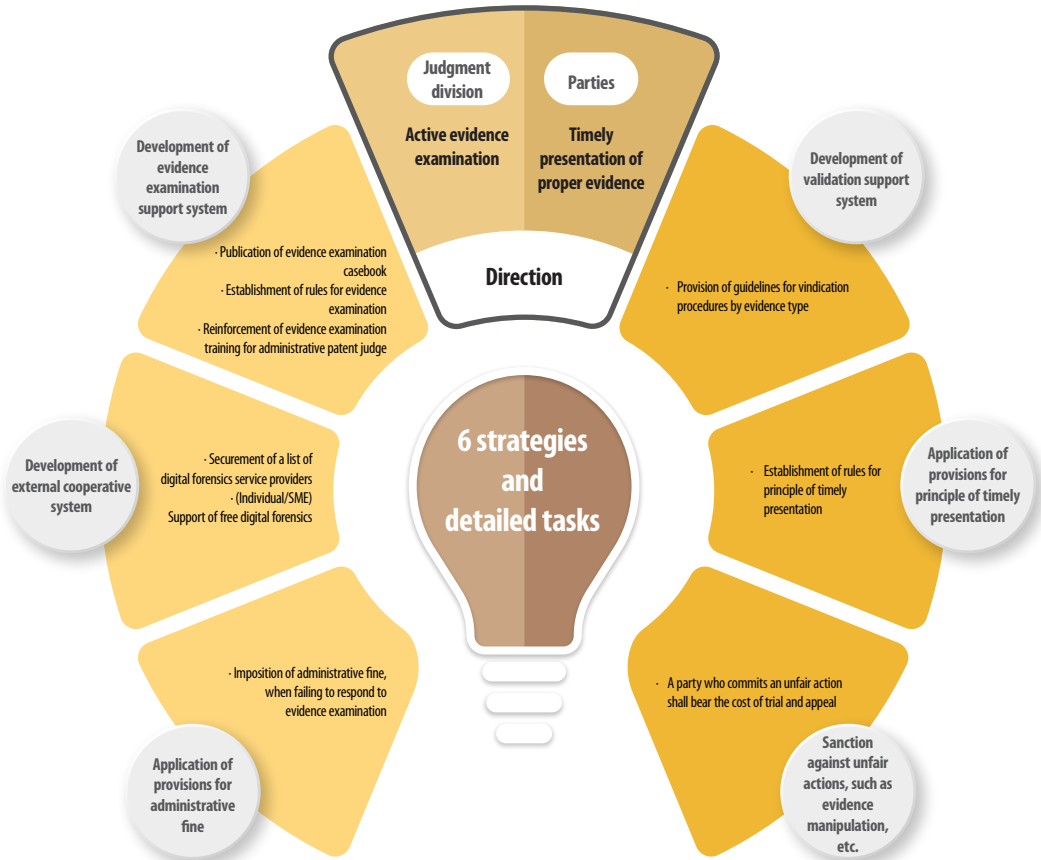 Judgment
division
Active evidence
examination
Parties
Timely
presentation of
proper evidence
Direction
Development of
evidence
examination
support system
· Publication of evidence examination
casebook
· Establishment of rules for evidence
examination
· Reinforcement of evidence examination
training for administrative patent judge
Development of
external cooperative
system
· Securement of a list of
digital forensics service providers
· (Individual/SME)
Support of free digital forensics
Application of
provisions for
administrative
fine
· Imposition of administrative fine,
when failing to respond to
evidence examination
6 strategies
and
detailed tasks
Development of
validation support
system
· Provision of guidelines for vindication
procedures by evidence type
Application of
provisions for
principle of timely
presentation
· Establishment of rules for
principle of timely
presentation
Sanction
against unfair
actions, such as
evidence
manipulation,
etc.
· A party who commits an unfair action
shall bear the cost of trial and appeal